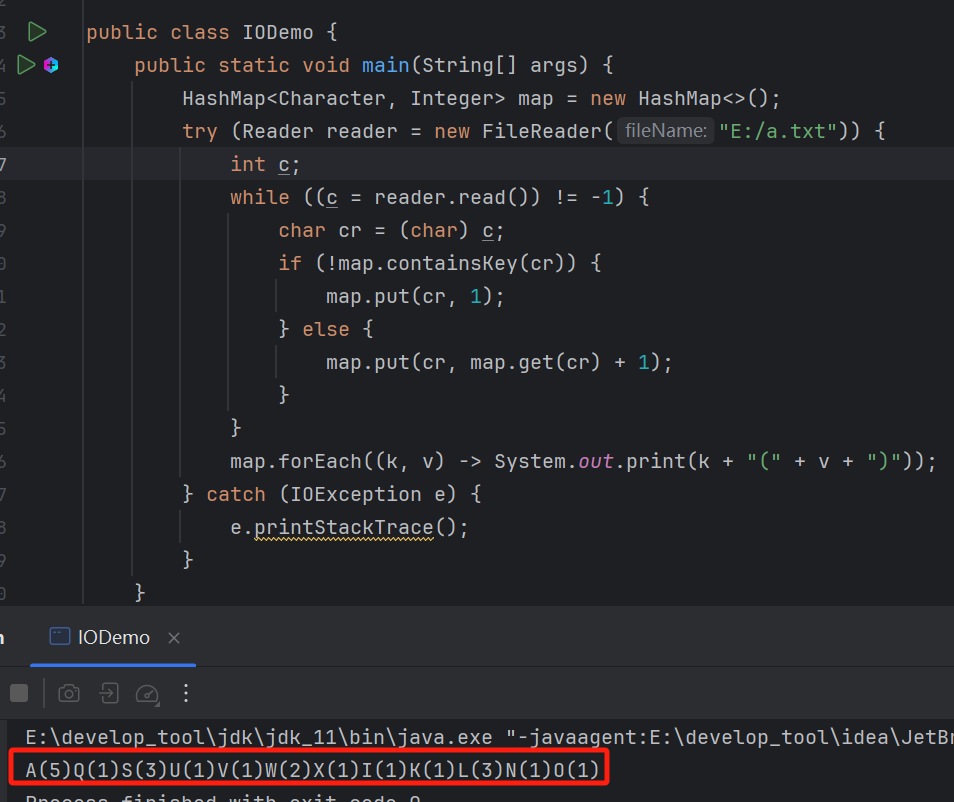 public class IODemo {
public static void main(String[] args) {
HashMap<Character, Integer> map = new HashMap<>();
try (Reader reader = new FileReader( fileName: "E:/a.txt")) {
int c;
while ((c = reader.read()) != -1) {
char cr = (char) c;
if (!map.containsKey(cr)) {
map.put(cr, 1);
} else {
map.put(cr, map.get(cr) + 1);
}
}
map.forEach((k, v) -> System.out.print(k + "(" + v + ")"));
} catch (IOException e) {
e.printStackTrace();
}
}
IODemo ×
E:\develop_tool\jdk\jdk_11\bin\java.exe "-javaagent:E:\develop_tool\idea\JetBr
A(5)Q(1)S(3)U(1)V(1)W(2)X(1)I(1)K(1)L(3)N(1)O(1)
Process finished with exit code 0